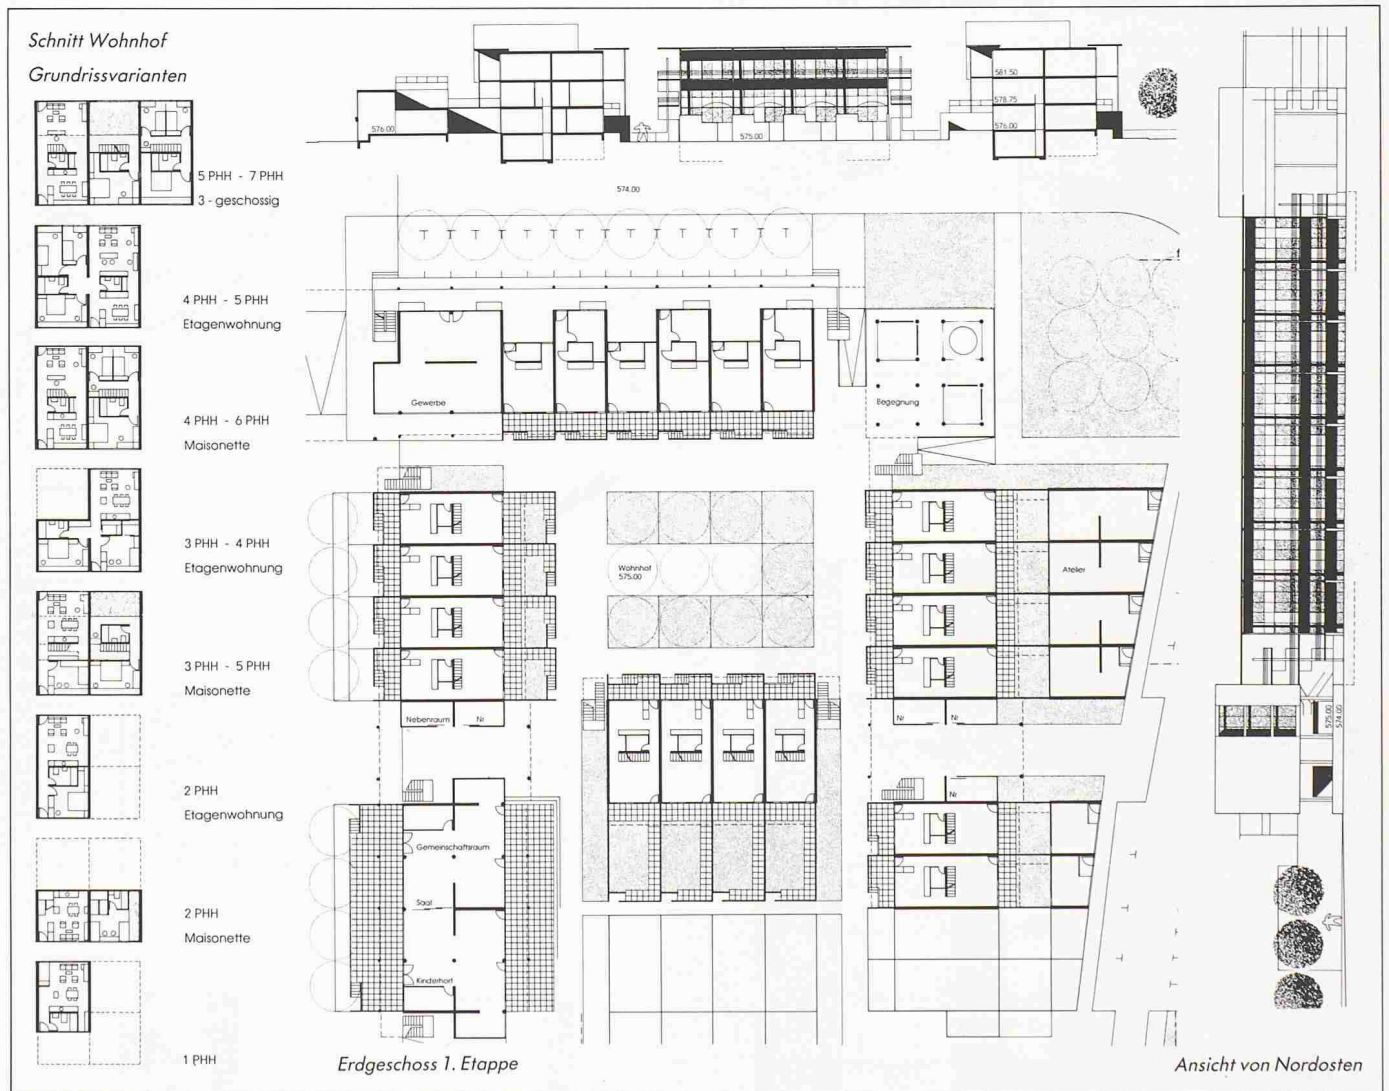 Schnitt Wohnhof
Grundrissvarianten
5 PHH - 7 PHH
3 - geschossig
4 PHH - 5 PHH
Etagenwohnung
4 PHH - 6 PHH
Maisonette
3 PHH - 4 PHH
Etagenwohnung
3 PHH - 5 PHH
Maisonette
2 PHH
Etagenwohnung
2 PHH
Maisonette
1 PHH
576.00
575.00
581.50
578.75
576.00
574.00
Gewerbe
Begegnung
Wohnhof
575.00
Atelier
Nebenraum
Nr
Nr
Nr
Nr
Gemeinschaftsraum
Saal
Kinderhort
575.00
574.00
Erdgeschoss 1. Etappe
Ansicht von Nordosten